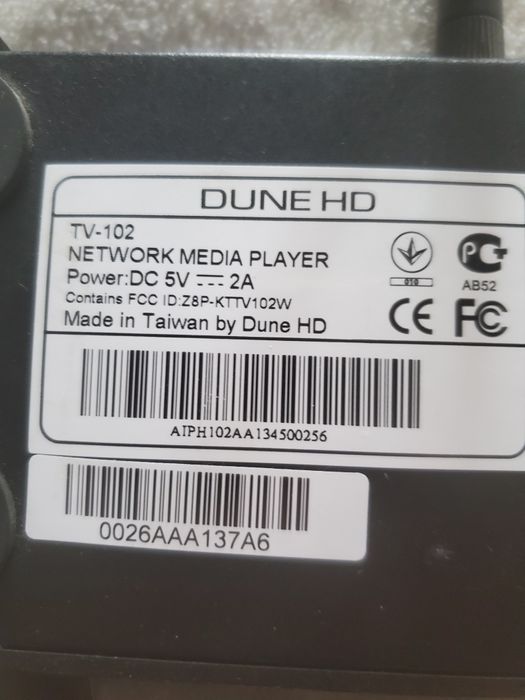 DUNE HD
TV-102
NETWORK MEDIA PLAYER
Power:DC 5V ⎓ 2A
Contains FCC ID:Z8P-KTTV102W
Made in Taiwan by Dune HD
010
AB52
CE FC
AIPH102AA134500256
0026AAA137A6